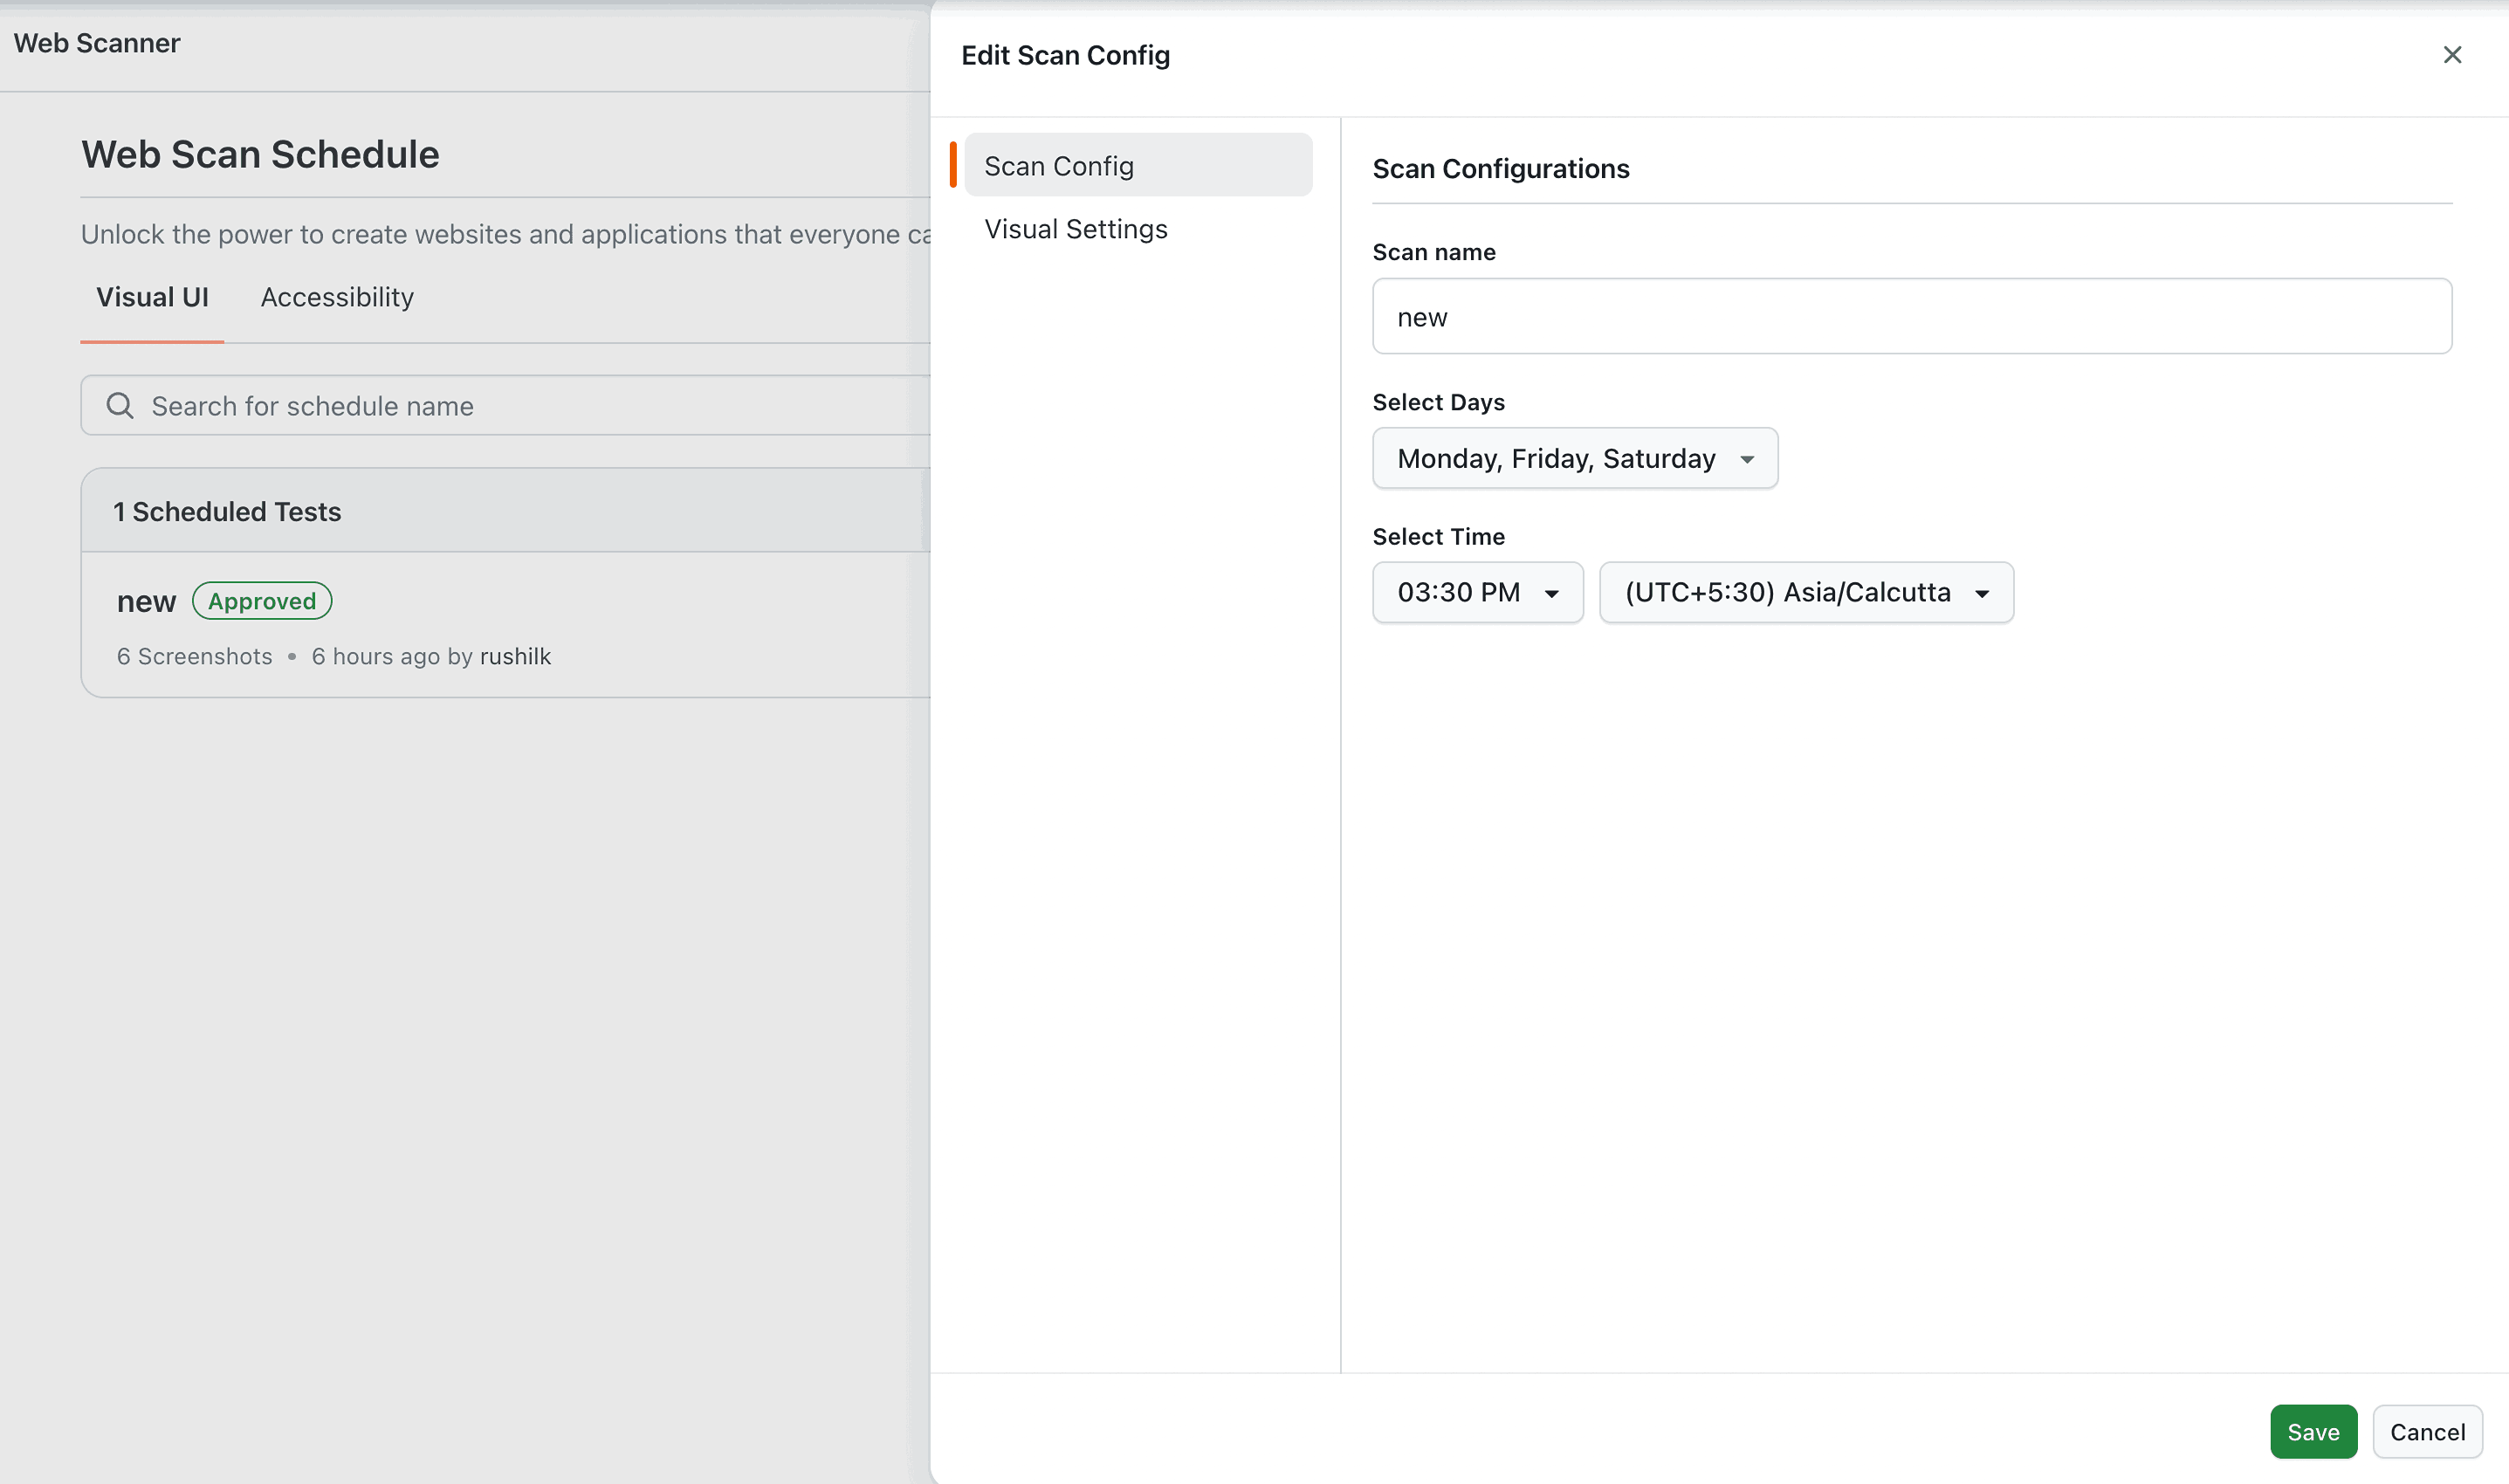 Web Scanner
Web Scan Schedule
Unlock the power to create websites and applications that everyone ca
Visual UI Accessibility
Search for schedule name
1 Scheduled Tests
new Approved
6 Screenshots • 6 hours ago by rushilk
Edit Scan Config
Scan Config
Visual Settings
Scan Configurations
Scan name
new
Select Days
Monday, Friday, Saturday
Select Time
03:30 PM (UTC+5:30) Asia/Calcutta
Save Cancel